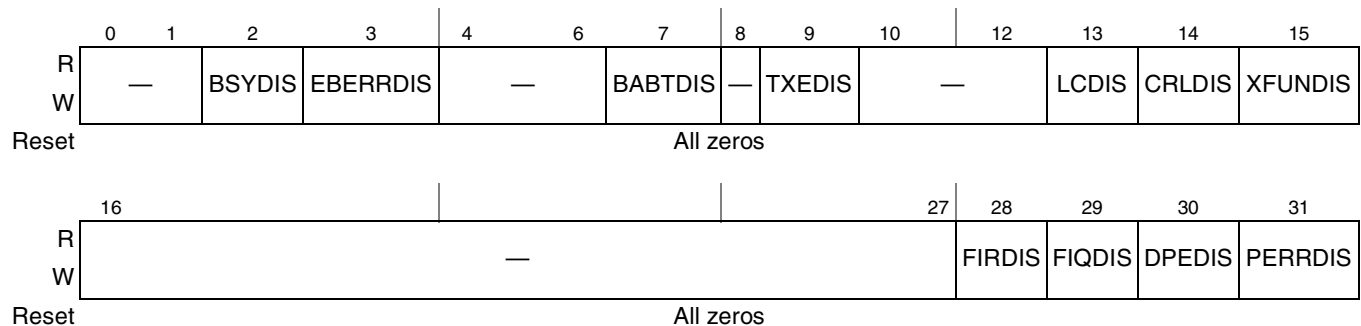 0 1 2 3 4 6 7 8 9 10 12 13 14 15
R
W
— BSYDIS EBERRDIS — BABTDIS — TXEDIS — LCDIS CRLDIS XFUNDIS
Reset All zeros
16 27 28 29 30 31
R
W
— FIRDIS FIQDIS DPEDIS PERRDIS
Reset All zeros